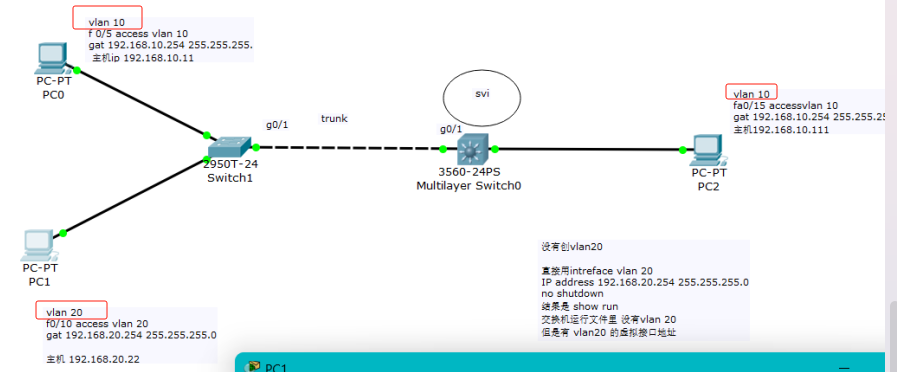 vlan 10
f 0/5 access vlan 10
gat 192.168.10.254 255.255.255.
主机ip 192.168.10.11
PC-PT
PC0
g0/1
trunk
2950T-24
Switch1
svi
g0/1
3560-24PS
Multilayer Switch0
vlan 10
fa0/15 accessvlan 10
gat 192.168.10.254 255.255.25
主机192.168.10.111
PC-PT
PC2
PC-PT
PC1
vlan 20
f0/10 access vlan 20
gat 192.168.20.254 255.255.255.0
主机 192.168.20.22
没有创vlan20
直接用intreface vlan 20
IP address 192.168.20.254 255.255.255.0
no shutdown
结果是 show run
交换机运行文件里 没有vlan 20
但是有 vlan20 的虚拟接口地址
PC1